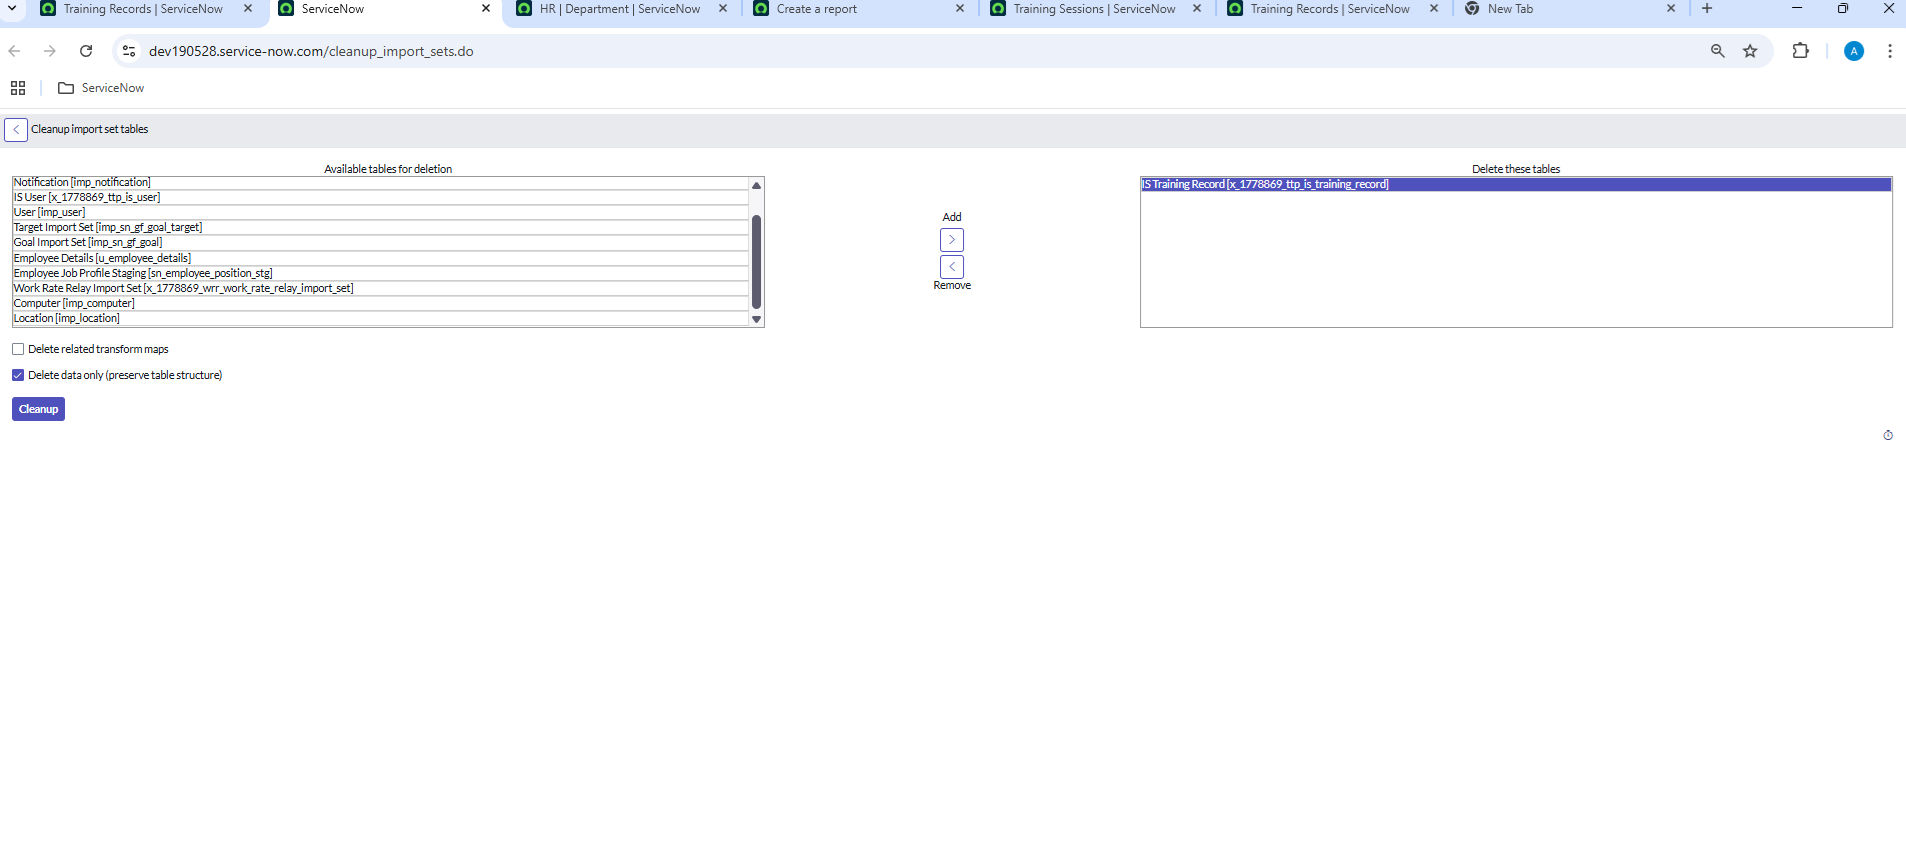 Training Records | ServiceNow
ServiceNow
HR | Department | ServiceNow
Create a report
Training Sessions | ServiceNow
Training Records | ServiceNow
New Tab
dev190528.service-now.com/cleanup_import_sets.do
A
ServiceNow
Cleanup import set tables
Available tables for deletion
Notification [imp_notification]
IS User [x_1778869_ttp_is_user]
User [imp_user]
Target Import Set [imp_sn_gf_goal_target]
Goal Import Set [imp_sn_gf_goal]
Employee Details [u_employee_details]
Employee Job Profile Staging [sn_employee_position_stg]
Work Rate Relay Import Set [x_1778869_wrr_work_rate_relay_import_set]
Computer [imp_computer]
Location [imp_location]
Add
Remove
Delete these tables
IS Training Record [x_1778869_ttp_is_training_record]
Delete related transform maps
Delete data only (preserve table structure)
Cleanup